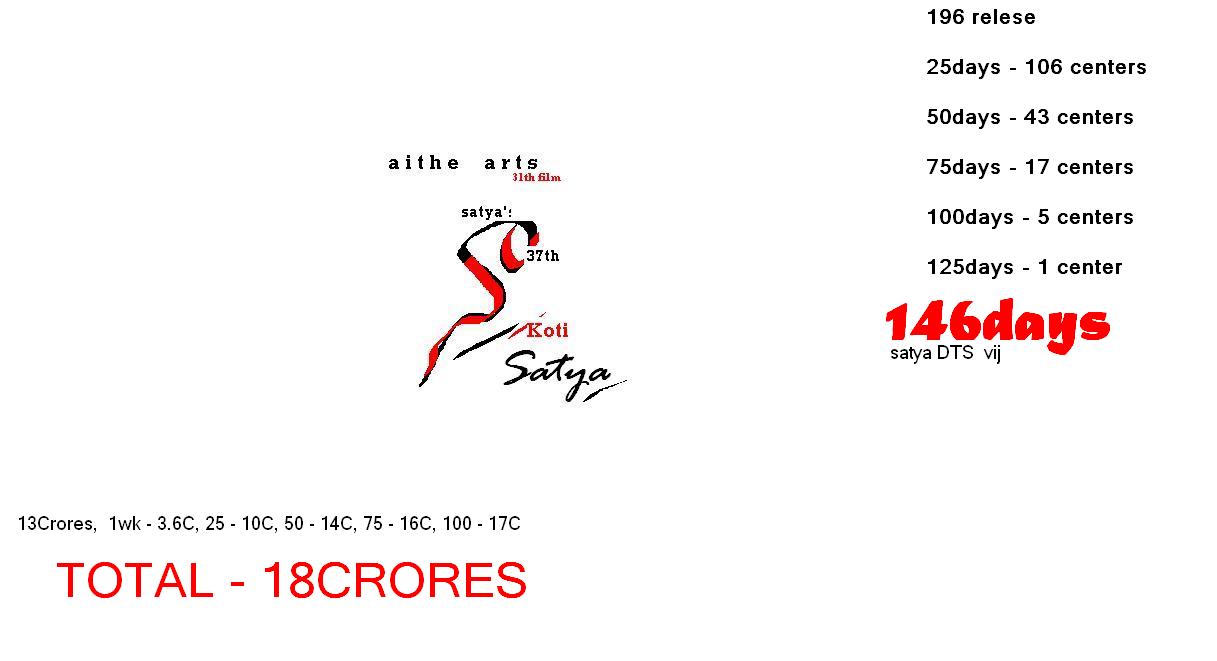 196 relese
25days - 106 centers
50days - 43 centers
75days - 17 centers
100days - 5 centers
125days - 1 center
146days
satya DTS vij
aithe arts
31th film
satya's
37th
Koti
Satya
13Crores, 1wk - 3.6C, 25 - 10C, 50 - 14C, 75 - 16C, 100 - 17C
TOTAL - 18CRORES